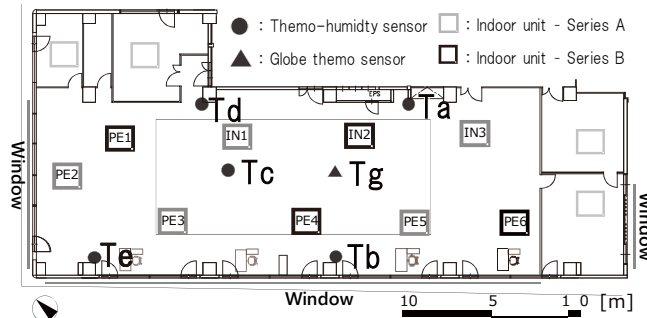 : Themo-humidty sensor
: Indoor unit - Series A
: Globe themo sensor
: Indoor unit - Series B
EPS
Td
Ta
PE1
IN1
IN2
IN3
Window
PE2
Tc
Tg
PE3
PE4
PE5
PE6
Window
Te
Tb
Window
10 5 1 0 [m]